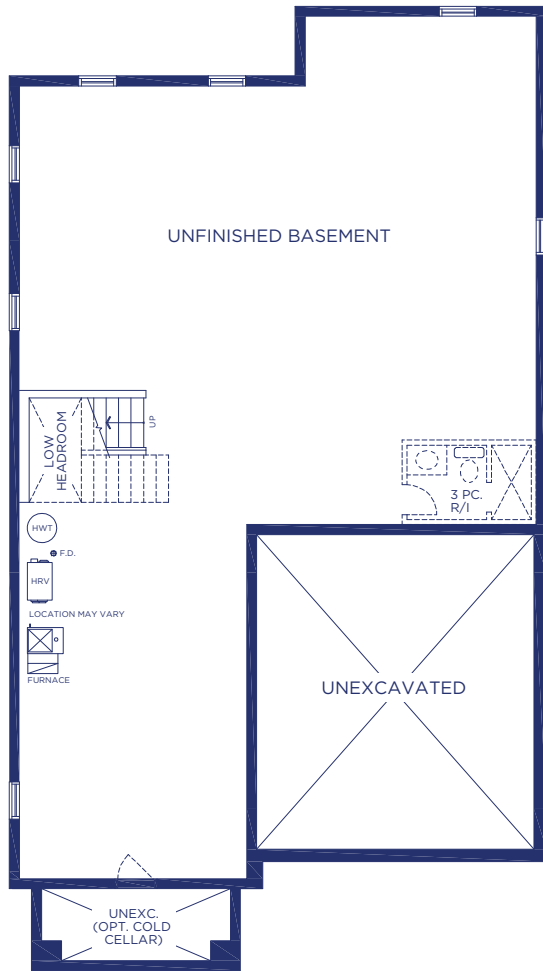 UNFINISHED BASEMENT
LOW
HEADROOM
UP
3 PC.
R/I
HWT
F.D.
HRV
LOCATION MAY VARY
FURNACE
UNEXCAVATED
UNEXC.
(OPT. COLD
CELLAR)